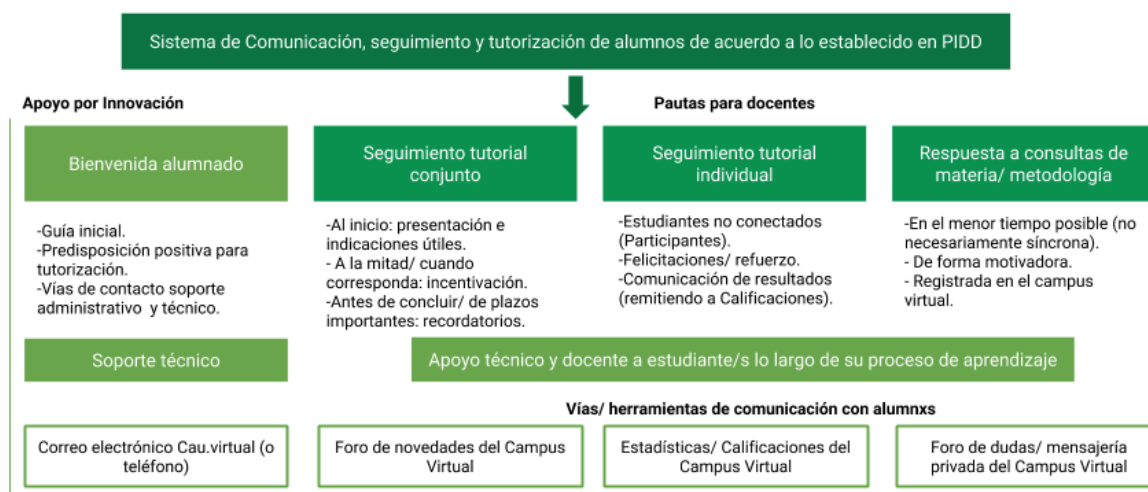 Sistema de Comunicación, seguimiento y tutorización de alumnos de acuerdo a lo establecido en PIDD
Apoyo por Innovación
Pautas para docentes
Bienvenida alumnado
-Guía inicial.
-Predisposición positiva para
tutorización.
-Vías de contacto soporte
administrativo y técnico.
Seguimiento tutorial
conjunto
-Al inicio: presentación e
indicaciones útiles.
- A la mitad/ cuando
corresponda: incentivación.
-Antes de concluir/ de plazos
importantes: recordatorios.
Seguimiento tutorial
individual
-Estudiantes no conectados
(Participantes).
-Felicitaciones/ refuerzo.
-Comunicación de resultados
(remitiendo a Calificaciones).
Respuesta a consultas de
materia/ metodología
-En el menor tiempo posible (no
necesariamente síncrona).
- De forma motivadora.
- Registrada en el campus
virtual.
Soporte técnico
Apoyo técnico y docente a estudiante/s lo largo de su proceso de aprendizaje
Vías/ herramientas de comunicación con alumnxs
Correo electrónico Cau.virtual (o
teléfono)
Foro de novedades del Campus
Virtual
Estadísticas/ Calificaciones del
Campus Virtual
Foro de dudas/ mensajería
privada del Campus Virtual